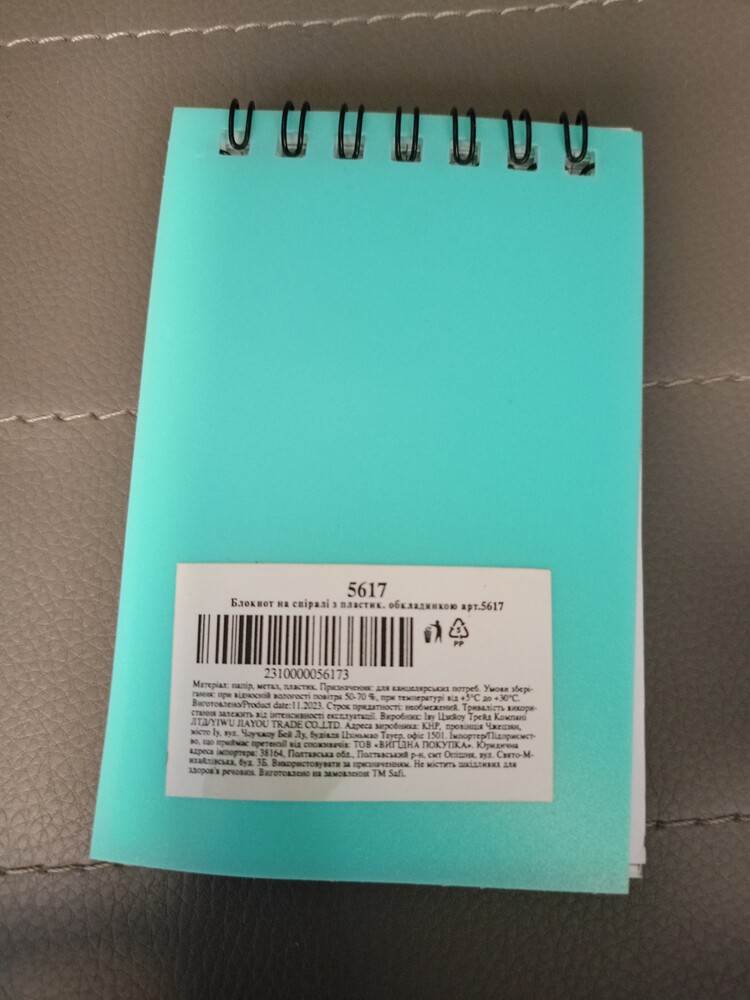 5617
Блокнот на спіралі з пластик. обкладинкою арт.5617
5
PP
2310000056173
Матеріал: папір, метал, пластик. Призначення: для канцелярських потреб. Умови збері-
гання: при відносній вологості повітря 50-70 %, при температурі від +5°С до +30°С.
Виготовлено/Product date:11.2023. Строк придатності: необмежений. Тривалість викори-
стання залежить від інтенсивності експлуатації. Виробник: Іву Цзяйоу Трейд Компані
ЛТД/YIWU JIAYOU TRADE CO.,LTD. Адреса виробника: КНР, провінція Чжецзян,
місто Іу, вул. Чоучжоу Бей Лу, будівля Цзіньмао Тауер, офіс 1501. Імпортер/Підприємст-
во, що приймає претензії від споживачів: ТОВ «ВИГІДНА ПОКУПКА». Юридична
адреса імпортера: 38164, Полтавська обл., Полтавський р-н, смт Опішня, вул. Свято-М-
ихайлівська, буд. 3Б. Використовувати за призначенням. Не містить шкідливих для
здоров'я речовин. Виготовлено на замовлення ТМ Safi.